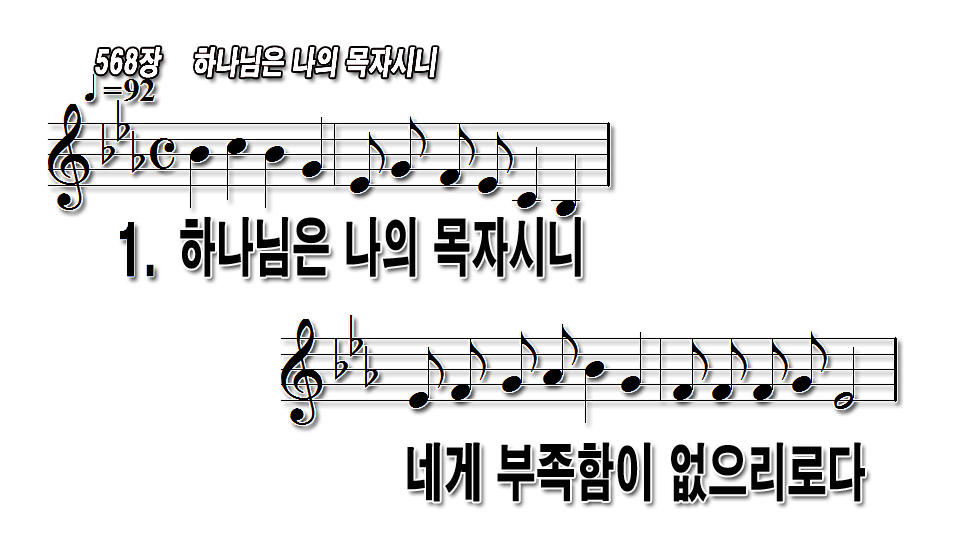 568장 하나님은 나의 목자시니
♩=92
1. 하나님은 나의 목자시니
네게 부족함이 없으리로다